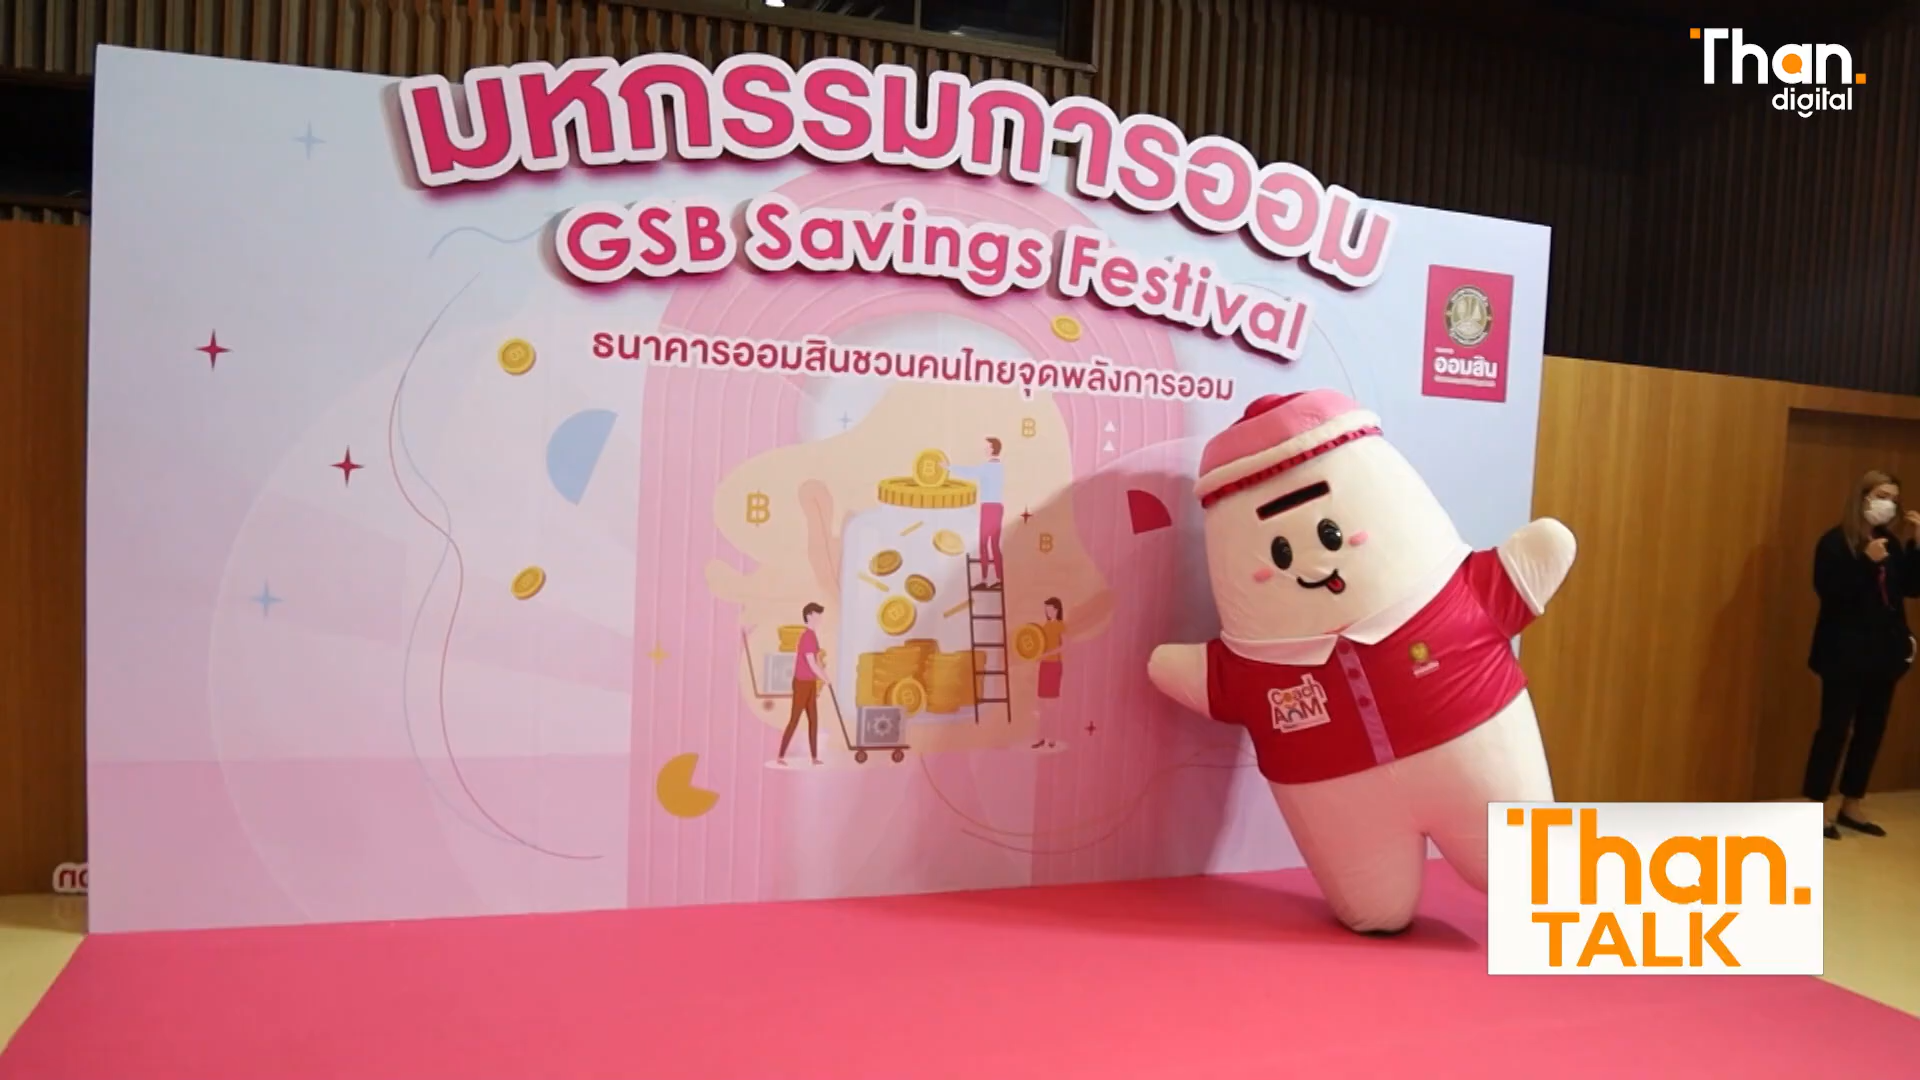 Than.
digital
มหกรรมการออม
GSB Savings Festival
ธนาคารออมสินชวนคนไทยจุดพลังการออม
ออมสิน
Coach
AOM
Than.
TALK